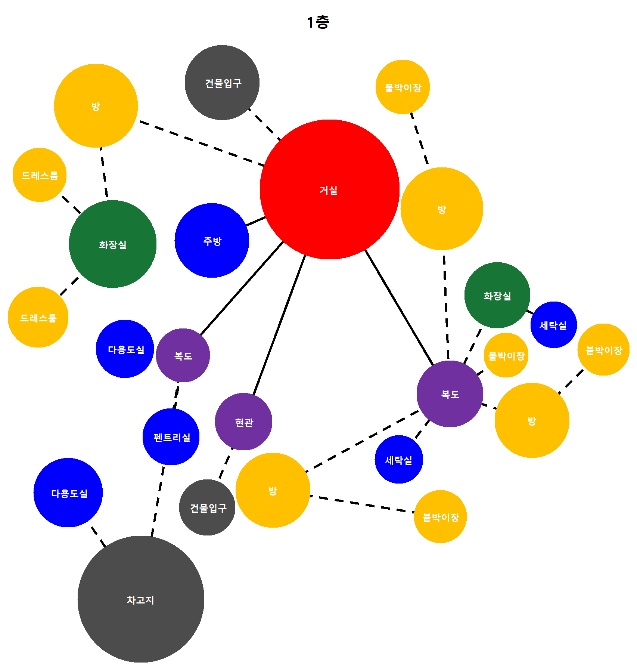 1층
건물입구
붙박이장
방
거실
드레스룸
방
주방
화장실
화장실
드레스룸
세탁실
다용도실
복도
붙박이장
붙박이장
복도
현관
방
펜트리실
세탁실
다용도실
방
건물입구
붙박이장
차고지